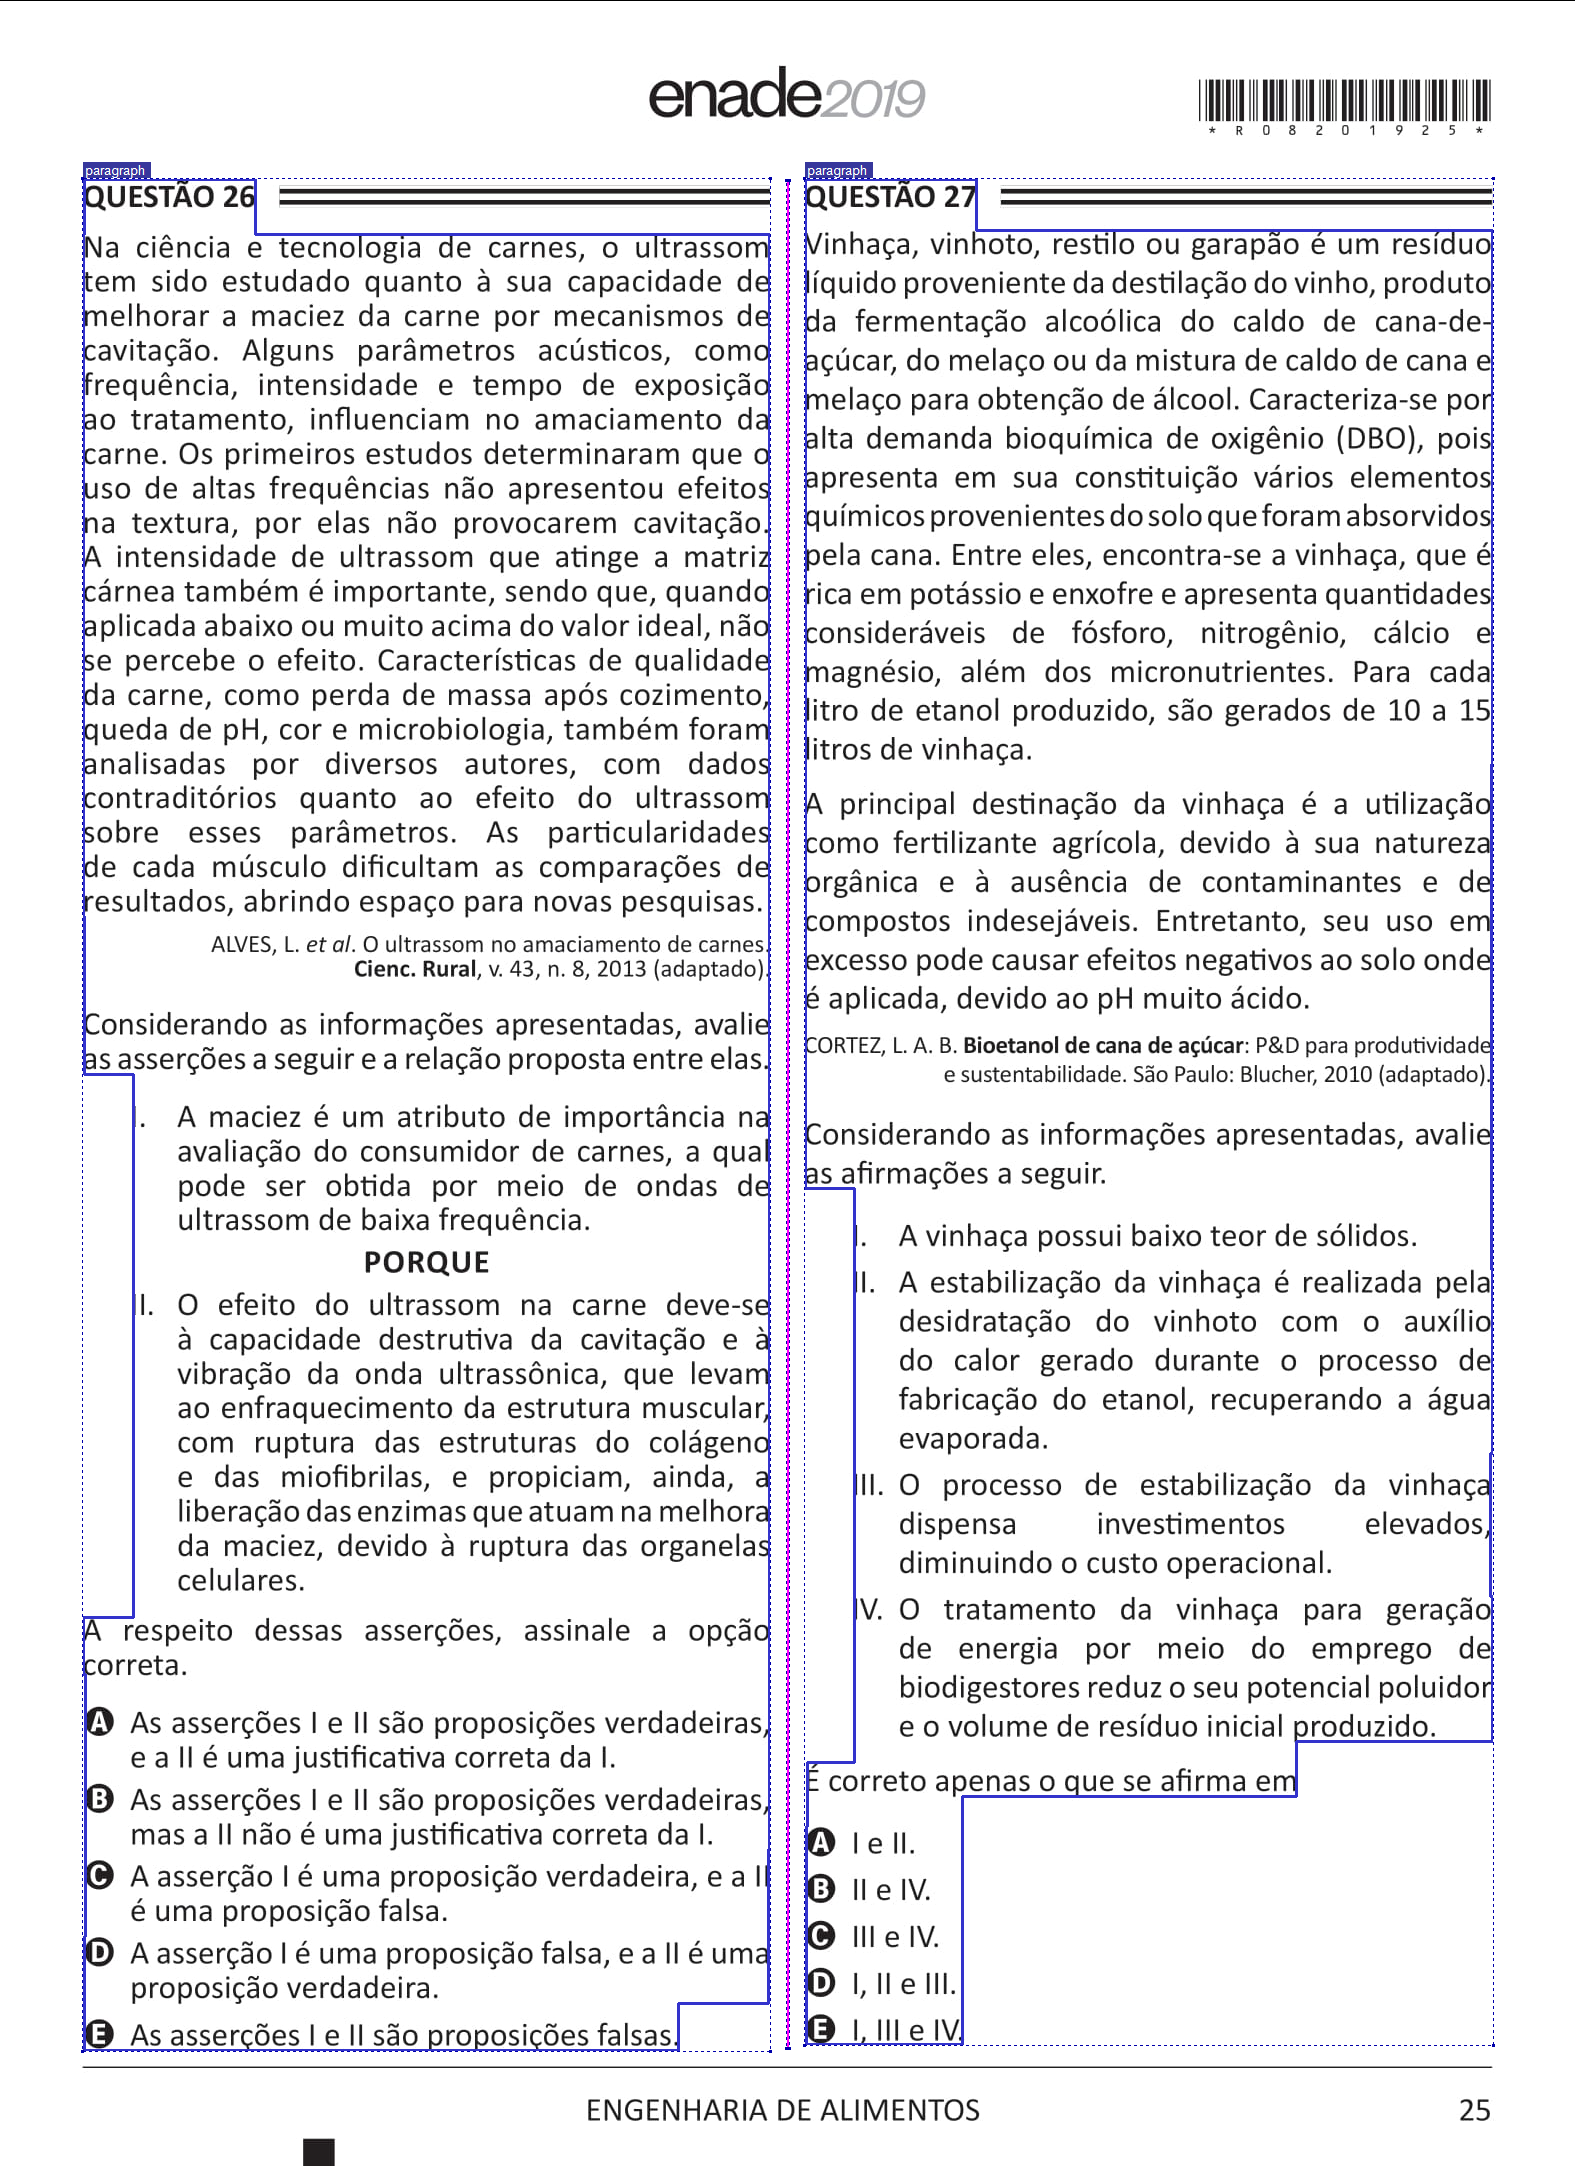 enade2019
*R08201925*
paragraph
QUESTÃO 26
Na ciência e tecnologia de carnes, o ultrassom
tem sido estudado quanto à sua capacidade de
melhorar a maciez da carne por mecanismos de
cavitação. Alguns parâmetros acústicos, como
frequência, intensidade e tempo de exposição
ao tratamento, influenciam no amaciamento da
carne. Os primeiros estudos determinaram que o
uso de altas frequências não apresentou efeitos
na textura, por elas não provocarem cavitação.
A intensidade de ultrassom que atinge a matriz
cárnea também é importante, sendo que, quando
aplicada abaixo ou muito acima do valor ideal, não
se percebe o efeito. Características de qualidade
da carne, como perda de massa após cozimento,
queda de pH, cor e microbiologia, também foram
analisadas por diversos autores, com dados
contraditórios quanto ao efeito do ultrassom
sobre esses parâmetros. As particularidades
de cada músculo dificultam as comparações de
resultados, abrindo espaço para novas pesquisas.
ALVES, L. et al. O ultrassom no amaciamento de carnes.
Cienc. Rural, v. 43, n. 8, 2013 (adaptado).
Considerando as informações apresentadas, avalie
as asserções a seguir e a relação proposta entre elas.
I. A maciez é um atributo de importância na
avaliação do consumidor de carnes, a qual
pode ser obtida por meio de ondas de
ultrassom de baixa frequência.
PORQUE
II. O efeito do ultrassom na carne deve-se
à capacidade destrutiva da cavitação e à
vibração da onda ultrassônica, que levam
ao enfraquecimento da estrutura muscular,
com ruptura das estruturas do colágeno
e das miofibrilas, e propiciam, ainda, a
liberação das enzimas que atuam na melhora
da maciez, devido à ruptura das organelas
celulares.
A respeito dessas asserções, assinale a opção
correta.
A As asserções I e II são proposições verdadeiras,
e a II é uma justificativa correta da I.
B As asserções I e II são proposições verdadeiras,
mas a II não é uma justificativa correta da I.
C A asserção I é uma proposição verdadeira, e a II
é uma proposição falsa.
D A asserção I é uma proposição falsa, e a II é uma
proposição verdadeira.
E As asserções I e II são proposições falsas.
paragraph
QUESTÃO 27
Vinhaça, vinhoto, restilo ou garapão é um resíduo
líquido proveniente da destilação do vinho, produto
da fermentação alcoólica do caldo de cana-de-
açúcar, do melaço ou da mistura de caldo de cana e
melaço para obtenção de álcool. Caracteriza-se por
alta demanda bioquímica de oxigênio (DBO), pois
apresenta em sua constituição vários elementos
químicos provenientes do solo que foram absorvidos
pela cana. Entre eles, encontra-se a vinhaça, que é
rica em potássio e enxofre e apresenta quantidades
consideráveis de fósforo, nitrogênio, cálcio e
magnésio, além dos micronutrientes. Para cada
litro de etanol produzido, são gerados de 10 a 15
litros de vinhaça.
A principal destinação da vinhaça é a utilização
como fertilizante agrícola, devido à sua natureza
orgânica e à ausência de contaminantes e de
compostos indesejáveis. Entretanto, seu uso em
excesso pode causar efeitos negativos ao solo onde
é aplicada, devido ao pH muito ácido.
CORTEZ, L. A. B. Bioetanol de cana de açúcar: P&D para produtividade
e sustentabilidade. São Paulo: Blucher, 2010 (adaptado).
Considerando as informações apresentadas, avalie
as afirmações a seguir.
I. A vinhaça possui baixo teor de sólidos.
II. A estabilização da vinhaça é realizada pela
desidratação do vinhoto com o auxílio
do calor gerado durante o processo de
fabricação do etanol, recuperando a água
evaporada.
III. O processo de estabilização da vinhaça
dispensa investimentos elevados,
diminuindo o custo operacional.
IV. O tratamento da vinhaça para geração
de energia por meio do emprego de
biodigestores reduz o seu potencial poluidor
e o volume de resíduo inicial produzido.
É correto apenas o que se afirma em
A I e II.
B II e IV.
C III e IV.
D I, II e III.
E I, III e IV.
ENGENHARIA DE ALIMENTOS
25